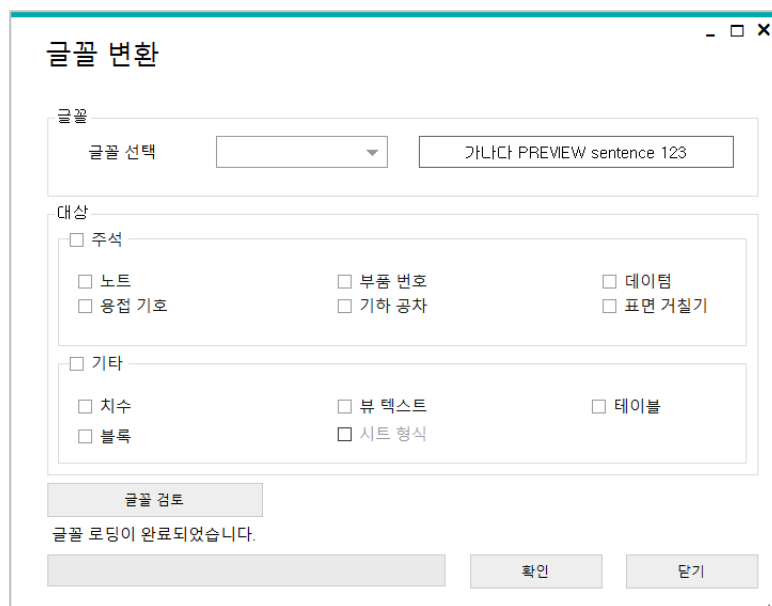 글꼴 변환
글꼴
글꼴 선택 가나다 PREVIEW sentence 123
대상
주석
노트 부품 번호 데이텀
용접 기호 기하 공차 표면 거칠기
기타
치수 뷰 텍스트 테이블
블록 시트 형식
글꼴 검토
글꼴 로딩이 완료되었습니다.
확인 닫기